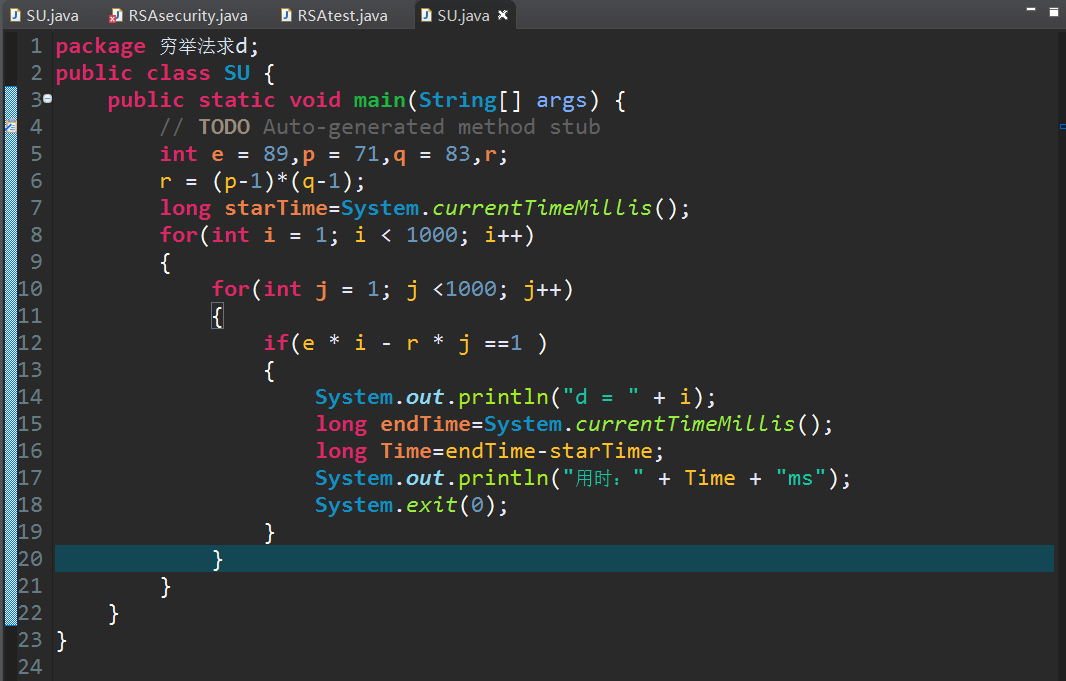 SU.java RSAsecurity.java RSAtest.java SU.java
1 package 穷举法求d;
2 public class SU {
3 public static void main(String[] args) {
4 // TODO Auto-generated method stub
5 int e = 89,p = 71,q = 83,r;
6 r = (p-1)*(q-1);
7 long starTime=System.currentTimeMillis();
8 for(int i = 1; i < 1000; i++)
9 {
10 for(int j = 1; j <1000; j++)
11 {
12 if(e * i - r * j ==1 )
13 {
14 System.out.println("d = " + i);
15 long endTime=System.currentTimeMillis();
16 long Time=endTime-starTime;
17 System.out.println("用时：" + Time + "ms");
18 System.exit(0);
19 }
20 }
21 }
22 }
23 }
24